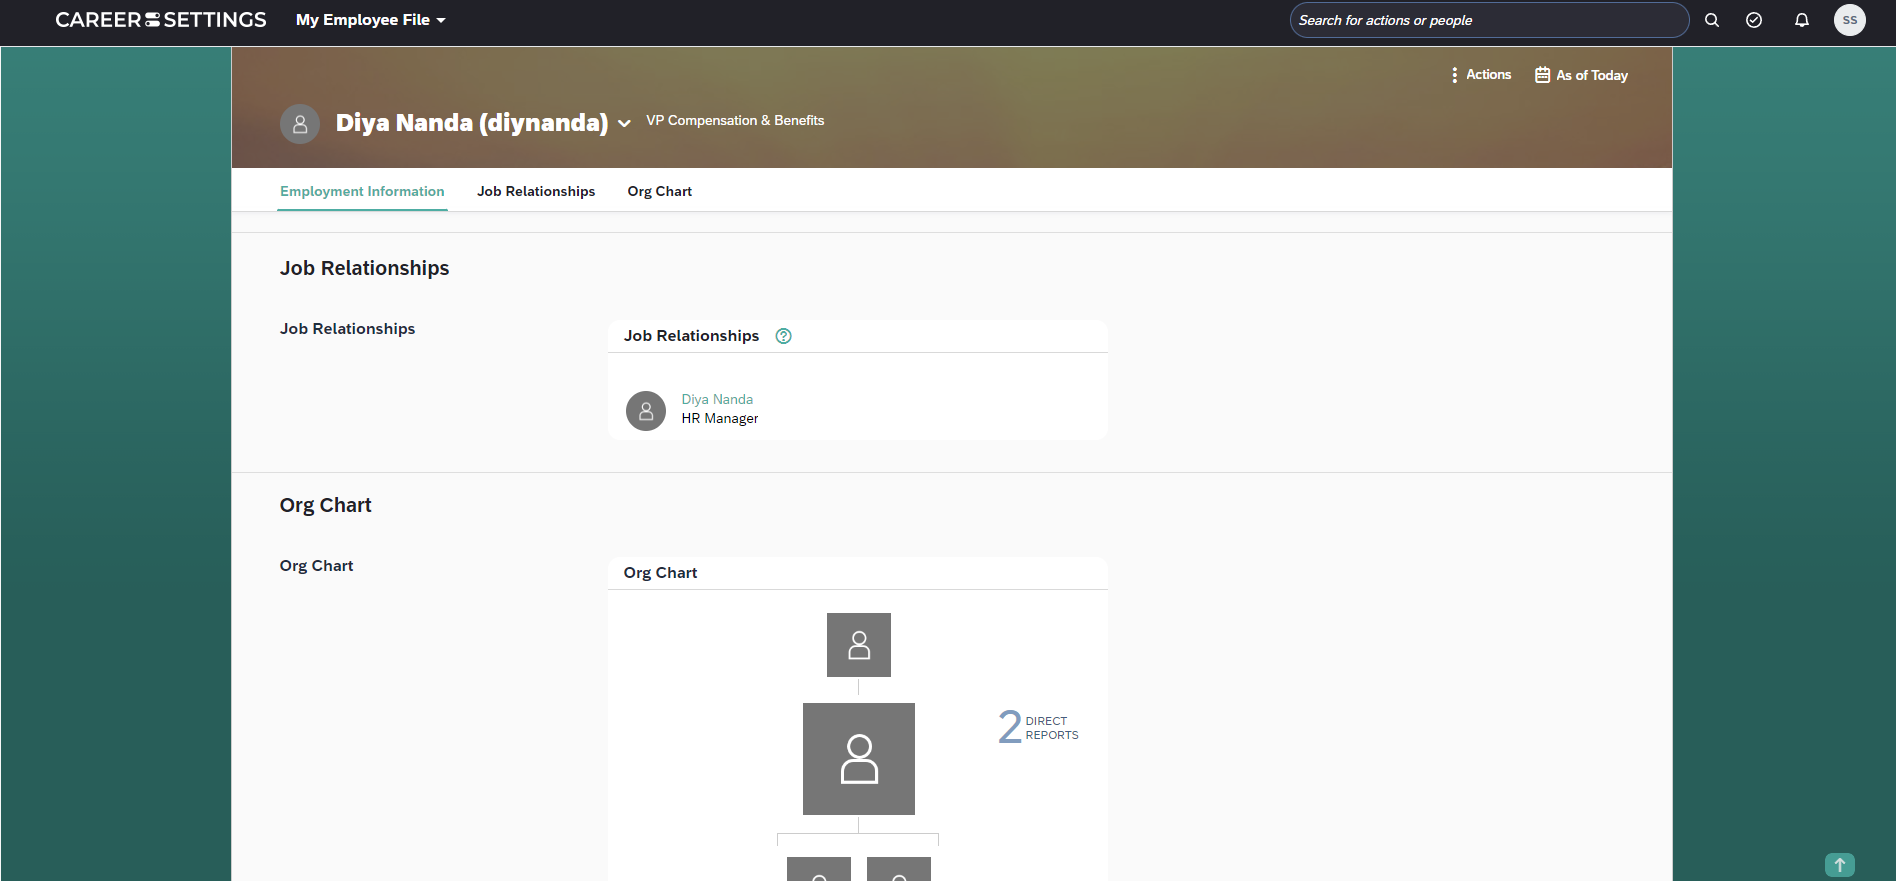 CAREER SETTINGS
My Employee File
Search for actions or people
SS
Actions
As of Today
Diya Nanda (diynanda)
VP Compensation & Benefits
Employment Information
Job Relationships
Org Chart
Job Relationships
Job Relationships
Job Relationships
Diya Nanda
HR Manager
Org Chart
Org Chart
Org Chart
2 DIRECT
REPORTS